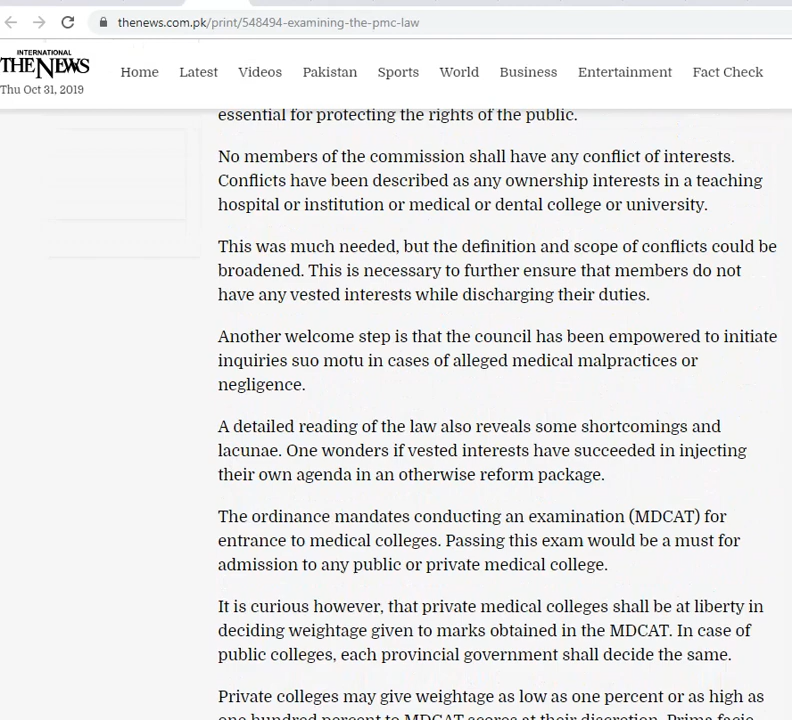 thenews.com.pk/print/548494-examining-the-pmc-law
INTERNATIONAL
THE NEWS
Home Latest Videos Pakistan Sports World Business Entertainment Fact Check
Thu Oct 31, 2019
essential for protecting the rights of the public.
No members of the commission shall have any conflict of interests.
Conflicts have been described as any ownership interests in a teaching
hospital or institution or medical or dental college or university.
This was much needed, but the definition and scope of conflicts could be
broadened. This is necessary to further ensure that members do not
have any vested interests while discharging their duties.
Another welcome step is that the council has been empowered to initiate
inquiries suo motu in cases of alleged medical malpractices or
negligence.
A detailed reading of the law also reveals some shortcomings and
lacunae. One wonders if vested interests have succeeded in injecting
their own agenda in an otherwise reform package.
The ordinance mandates conducting an examination (MDCAT) for
entrance to medical colleges. Passing this exam would be a must for
admission to any public or private medical college.
It is curious however, that private medical colleges shall be at liberty in
deciding weightage given to marks obtained in the MDCAT. In case of
public colleges, each provincial government shall decide the same.
Private colleges may give weightage as low as one percent or as high as
one hundred percent to MDCAT scores at their discretion. Prima facie